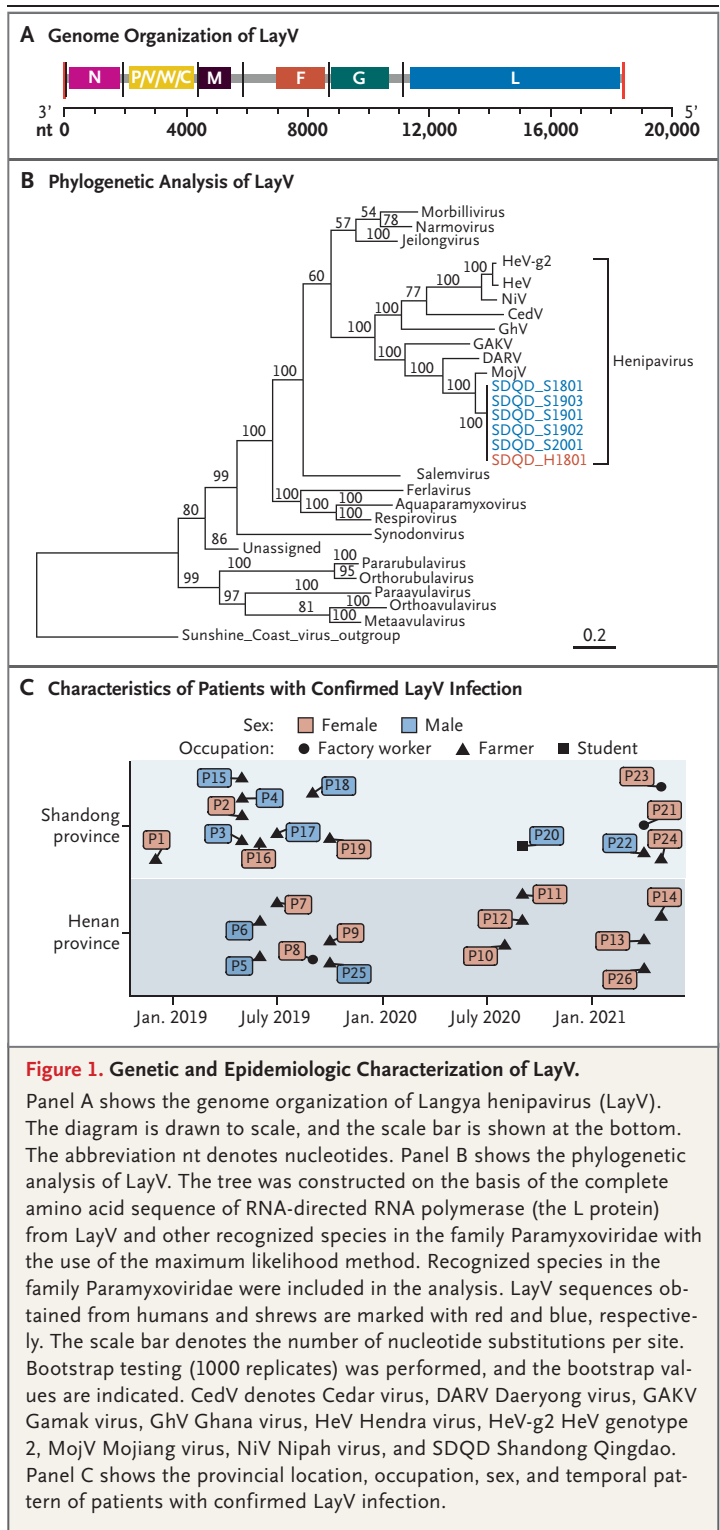 A Genome Organization of LayV
N P/V/W/C M F G L
3’ 5’
nt 0 4000 8000 12,000 16,000 20,000
B Phylogenetic Analysis of LayV
54 Morbillivirus
57 78 Narmovirus
100 Jeilongvirus
HeV-g2
100
60 100 HeV
77 NiV
100 CedV
100 GhV
GAKV
100 DARV
100 MojV
Henipavirus
100 100 SDQD_S1801
SDQD_S1903
SDQD_S1901
100 SDQD_S1902
100 SDQD_S2001
SDQD_H1801
99 Salemvirus
100 Ferlavirus
100 Aquaparamyxovirus
80 100 Respirovirus
Synodonvirus
86 Unassigned
100 100 Pararubulavirus
95 Orthorubulavirus
99 100 Paraavulavirus
97 81 100 Orthoavulavirus
100 Metaavulavirus
Sunshine_Coast_virus_outgroup 0.2
C Characteristics of Patients with Confirmed LayV Infection
Sex: Female Male
Occupation: Factory worker Farmer Student
Shandong
province
P15 P4 P18 P23
P2 P21
P1 P3 P17 P20 P22 P24
P16 P19
Henan
province
P7 P11 P14
P6 P8 P9 P12 P13
P5 P25 P10 P26
Jan. 2019 July 2019 Jan. 2020 July 2020 Jan. 2021
Figure 1. Genetic and Epidemiologic Characterization of LayV.
Panel A shows the genome organization of Langya henipavirus (LayV).
The diagram is drawn to scale, and the scale bar is shown at the bottom.
The abbreviation nt denotes nucleotides. Panel B shows the phylogenetic
analysis of LayV. The tree was constructed on the basis of the complete
amino acid sequence of RNA-directed RNA polymerase (the L protein)
from LayV and other recognized species in the family Paramyxoviridae with
the use of the maximum likelihood method. Recognized species in the
family Paramyxoviridae were included in the analysis. LayV sequences ob-
tained from humans and shrews are marked with red and blue, respective-
ly. The scale bar denotes the number of nucleotide substitutions per site.
Bootstrap testing (1000 replicates) was performed, and the bootstrap val-
ues are indicated. CedV denotes Cedar virus, DARV Daeryong virus, GAKV
Gamak virus, GhV Ghana virus, HeV Hendra virus, HeV-g2 HeV genotype
2, MojV Mojiang virus, NiV Nipah virus, and SDQD Shandong Qingdao.
Panel C shows the provincial location, occupation, sex, and temporal pat-
tern of patients with confirmed LayV infection.